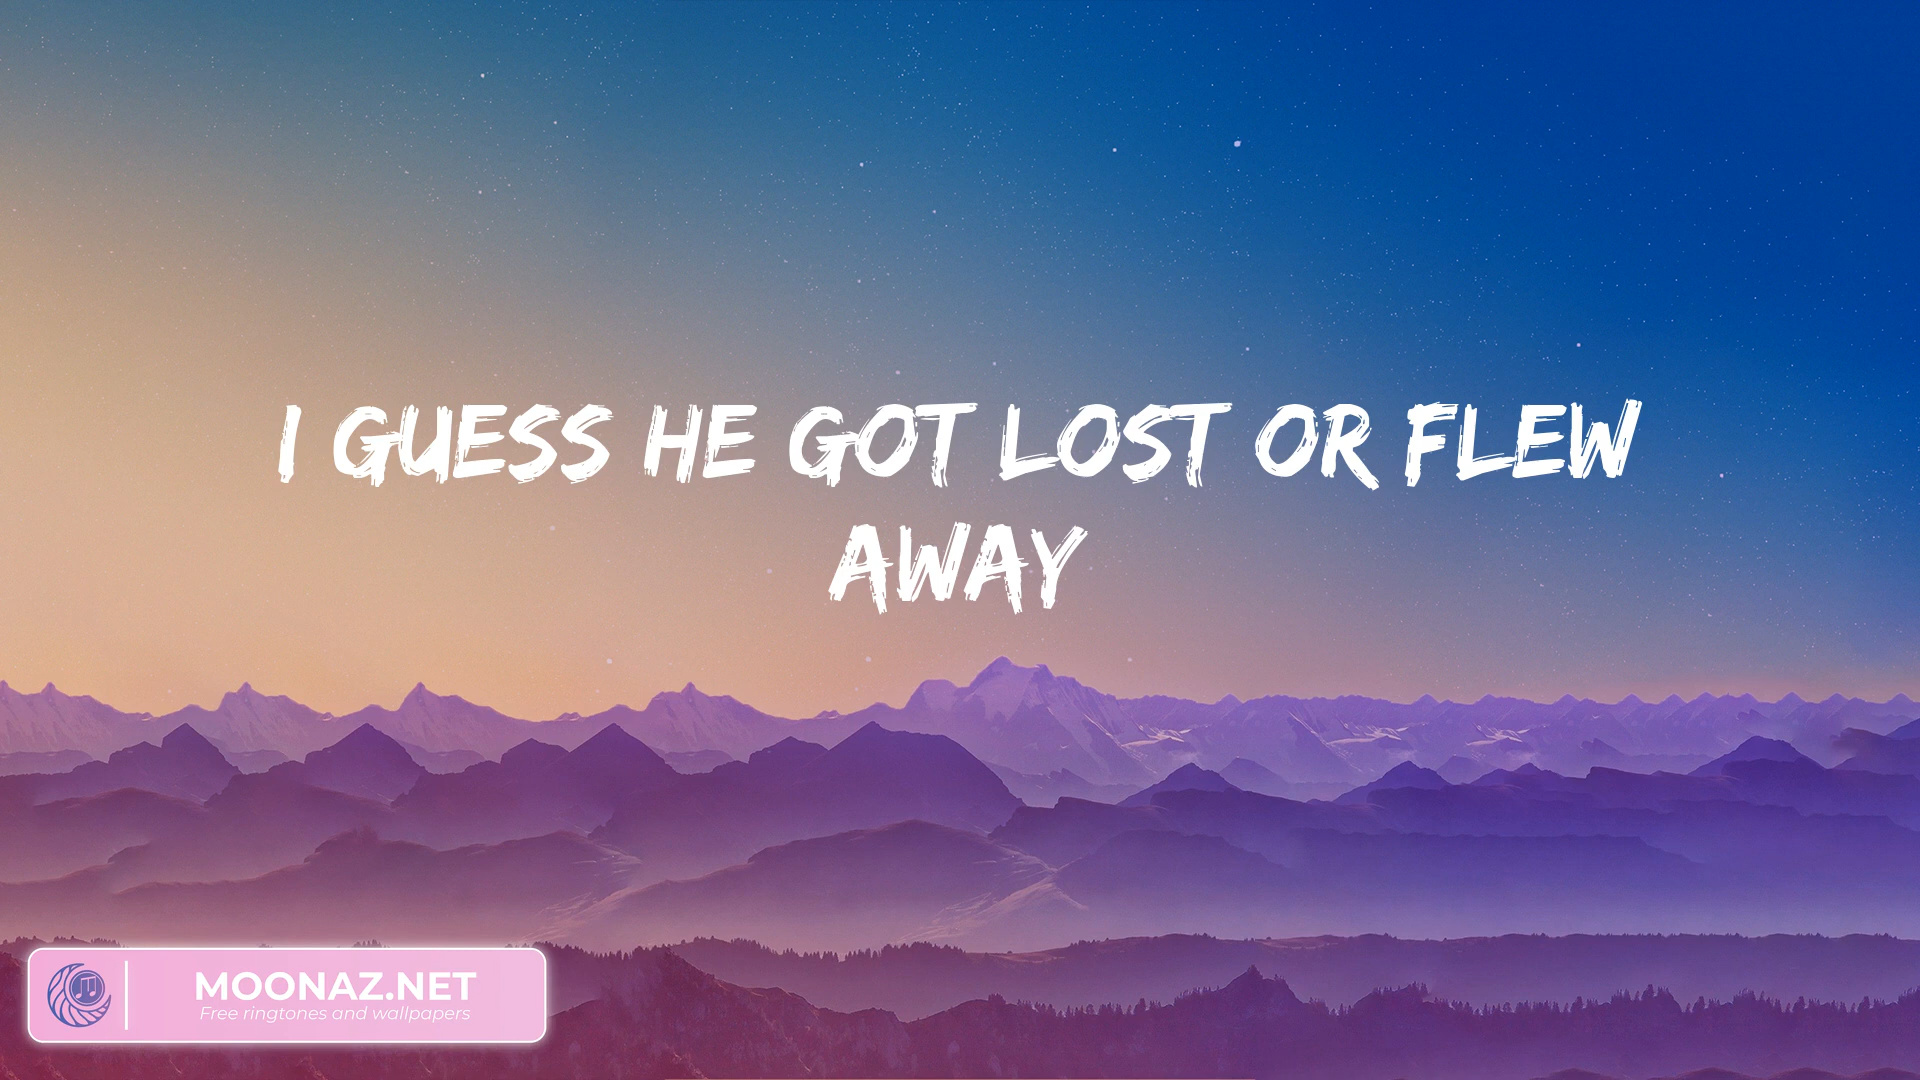 I GUESS HE GOT LOST OR FLEW
AWAY
MOONAZ.NET
Free ringtones and wallpapers